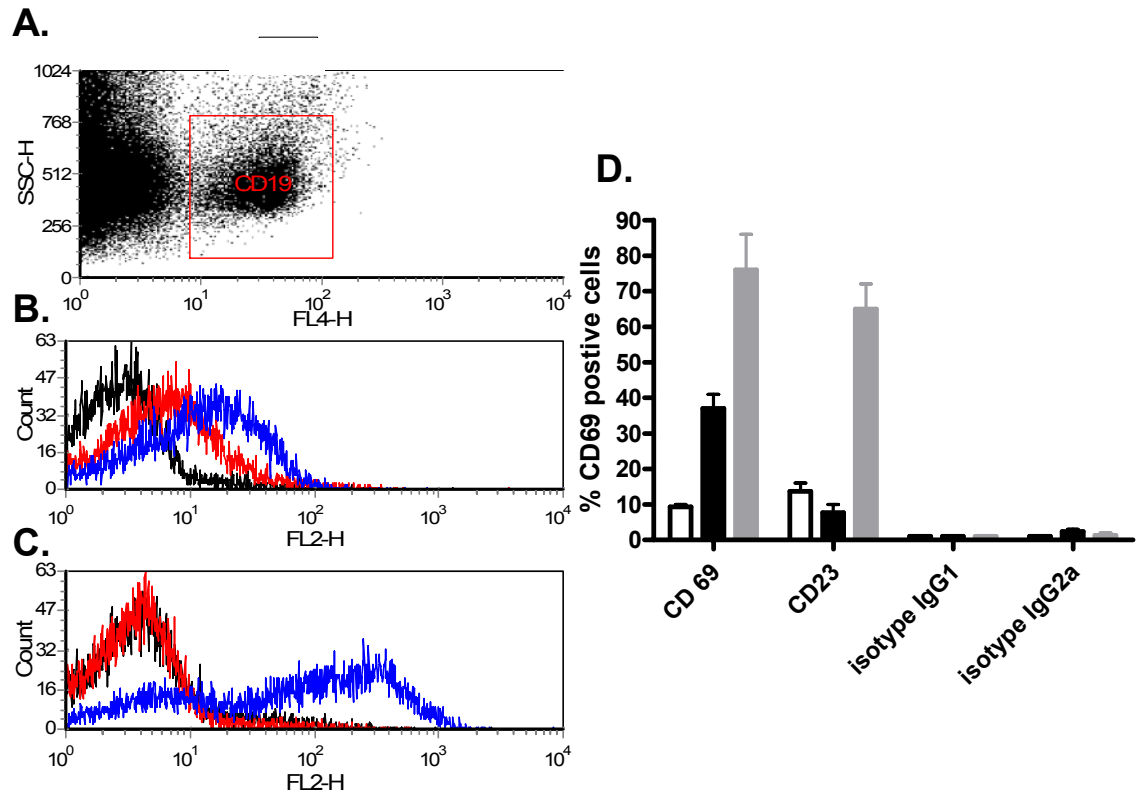 A.
1024
768
512
256
0
SSC-H
CD19
10^0 10^1 10^2 10^3 10^4
FL4-H
B.
63
47
32
16
0
Count
10^0 10^1 10^2 10^3 10^4
FL2-H
C.
63
47
32
16
0
Count
10^0 10^1 10^2 10^3 10^4
FL2-H
D.
90
80
70
60
50
40
30
20
10
0
% CD69 postive cells
CD 69
CD23
isotype IgG1
isotype IgG2a